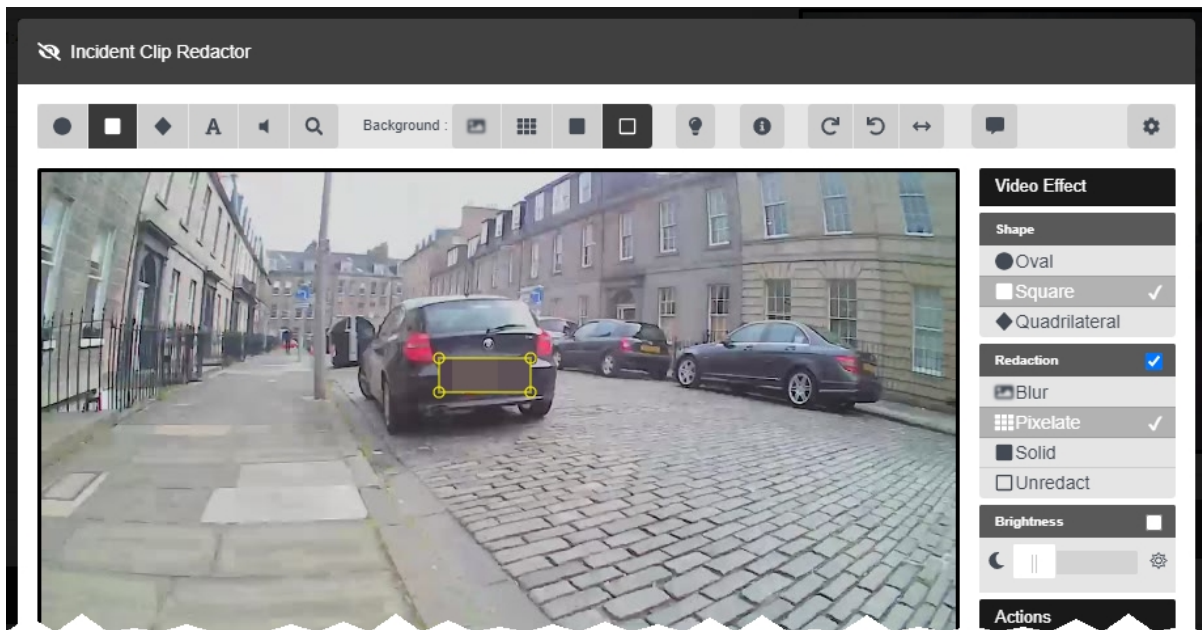 Incident Clip Redactor
A
Background :
Video Effect
Shape
Oval
Square
Quadrilateral
Redaction
Blur
Pixelate
Solid
Unredact
Brightness
Actions